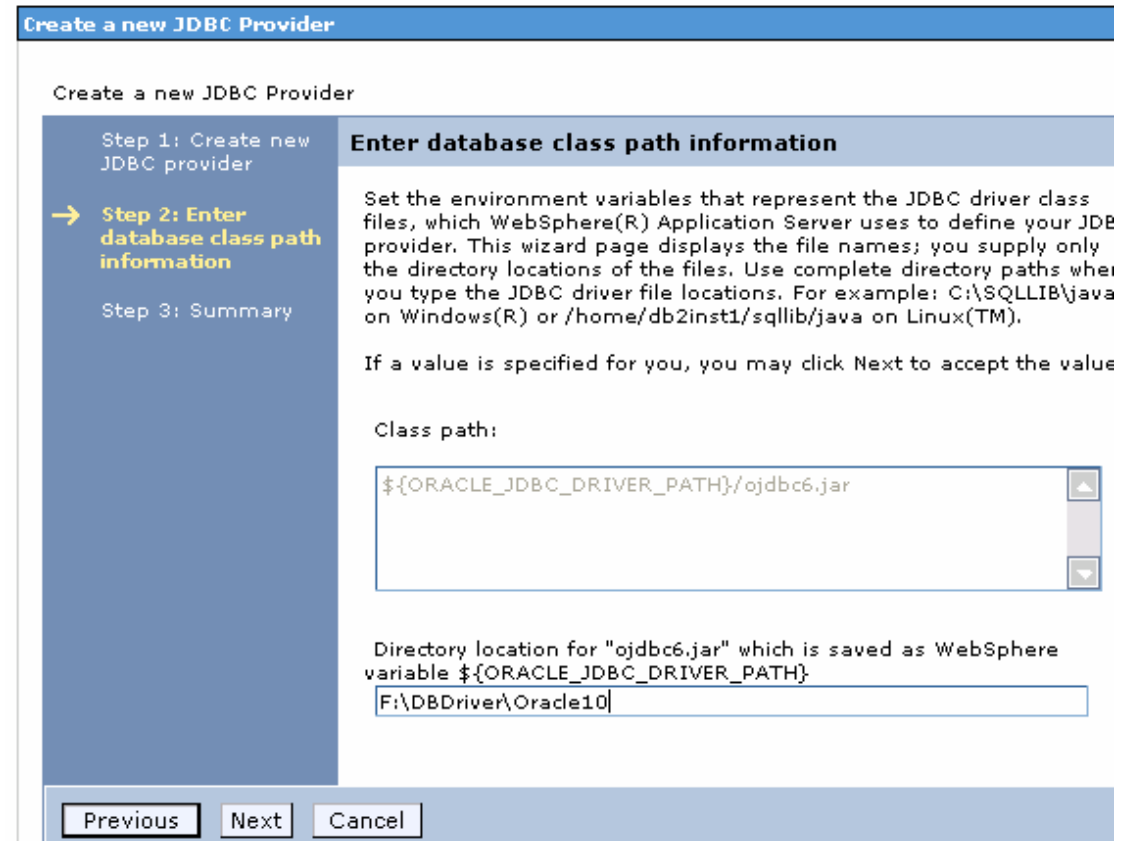 Create a new JDBC Provider
Create a new JDBC Provider
Step 1: Create new
JDBC provider
Step 2: Enter
database class path
information
Step 3: Summary
Enter database class path information
Set the environment variables that represent the JDBC driver class
files, which WebSphere(R) Application Server uses to define your JDB
provider. This wizard page displays the file names; you supply only
the directory locations of the files. Use complete directory paths when
you type the JDBC driver file locations. For example: C:\SQLLIB\java
on Windows(R) or /home/db2inst1/sqllib/java on Linux(TM).
If a value is specified for you, you may click Next to accept the value
Class path:
${ORACLE_JDBC_DRIVER_PATH}/ojdbc6.jar
Directory location for "ojdbc6.jar" which is saved as WebSphere
variable ${ORACLE_JDBC_DRIVER_PATH}
F:\DBDriver\Oracle10
Previous Next Cancel